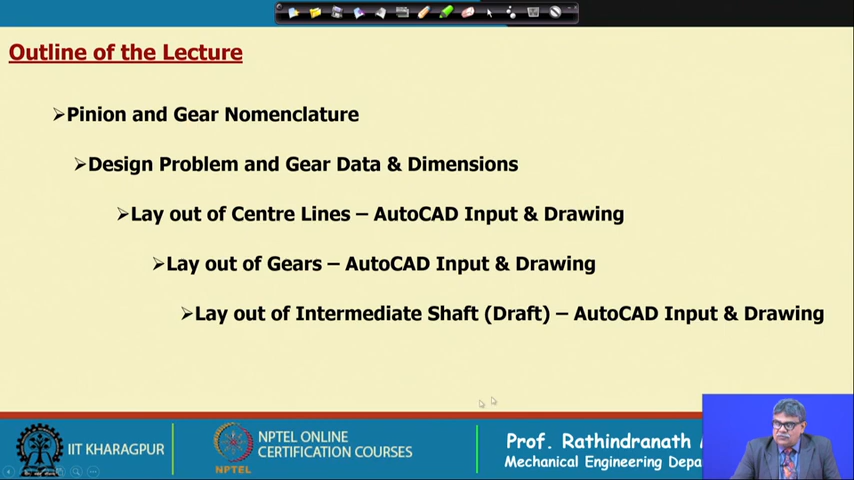 Outline of the Lecture
➢Pinion and Gear Nomenclature
➢Design Problem and Gear Data & Dimensions
➢Lay out of Centre Lines – AutoCAD Input & Drawing
➢Lay out of Gears – AutoCAD Input & Drawing
➢Lay out of Intermediate Shaft (Draft) – AutoCAD Input & Drawing
IIT KHARAGPUR
NPTEL
NPTEL ONLINE
CERTIFICATION COURSES
Prof. Rathindranath
Mechanical Engineering